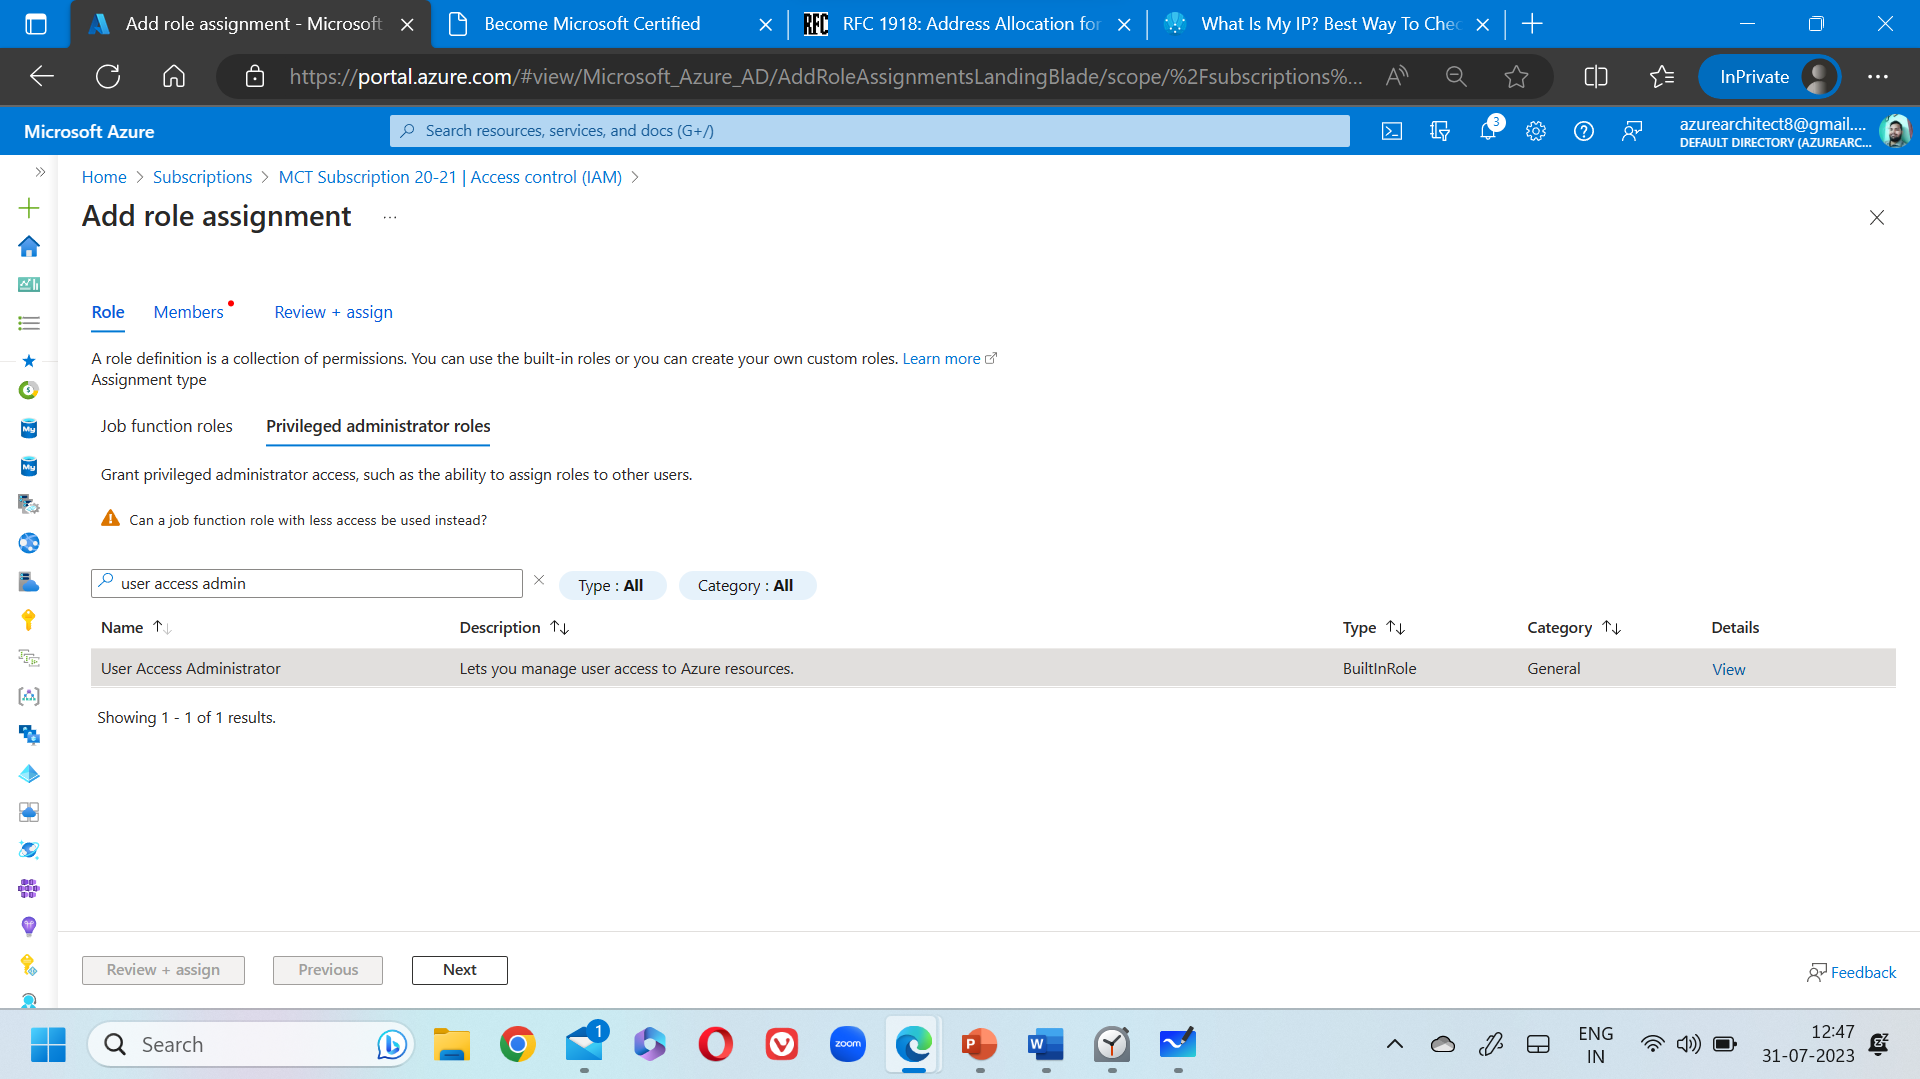 Add role assignment - Microsoft
Become Microsoft Certified
RFC
RFC 1918: Address Allocation for
What Is My IP? Best Way To Chec
https://portal.azure.com/#view/Microsoft_Azure_AD/AddRoleAssignmentsLandingBlade/scope/%2Fsubscriptions%...
InPrivate
Microsoft Azure
Search resources, services, and docs (G+/)
3
azurearchitect8@gmail....
DEFAULT DIRECTORY (AZUREARC...
Home > Subscriptions > MCT Subscription 20-21 | Access control (IAM) >
Add role assignment ...
Role
Members
Review + assign
A role definition is a collection of permissions. You can use the built-in roles or you can create your own custom roles. Learn more
Assignment type
Job function roles
Privileged administrator roles
Grant privileged administrator access, such as the ability to assign roles to other users.
Can a job function role with less access be used instead?
user access admin
Type : All
Category : All
Name
Description
Type
Category
Details
User Access Administrator
Lets you manage user access to Azure resources.
BuiltInRole
General
View
Showing 1 - 1 of 1 results.
Review + assign
Previous
Next
Feedback
Search
1
zoom
ENG
IN
12:47
31-07-2023